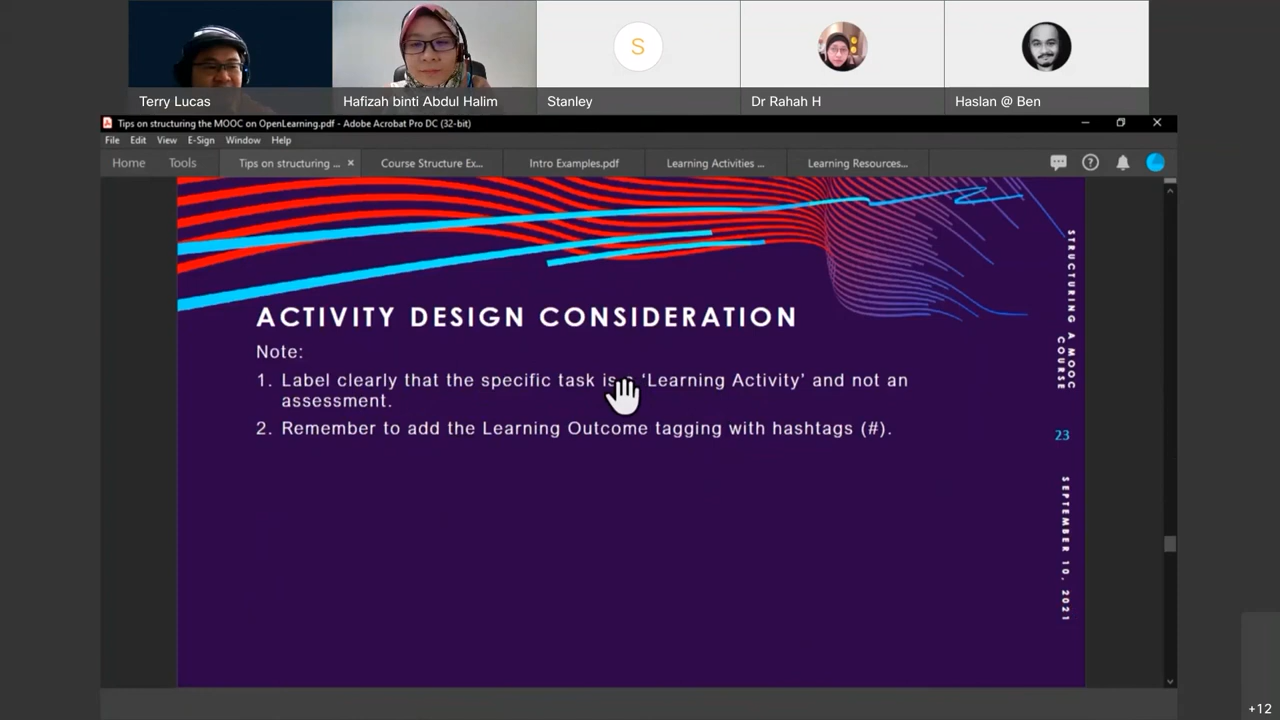 S
Terry Lucas
Hafizah binti Abdul Halim
Stanley
Dr Rahah H
Haslan @ Ben
Tips on structuring the MOOC on OpenLearning.pdf - Adobe Acrobat Pro DC (32-bit)
File Edit View E-Sign Window Help
Home Tools Tips on structuring ... × Course Structure Ex... Intro Examples.pdf Learning Activities ... Learning Resources...
ACTIVITY DESIGN CONSIDERATION
Note:
1. Label clearly that the specific task is a ‘Learning Activity’ and not an
assessment.
2. Remember to add the Learning Outcome tagging with hashtags (#).
STRUCTURING A MOOC
COURSE
23
SEPTEMBER 10, 2021
+12